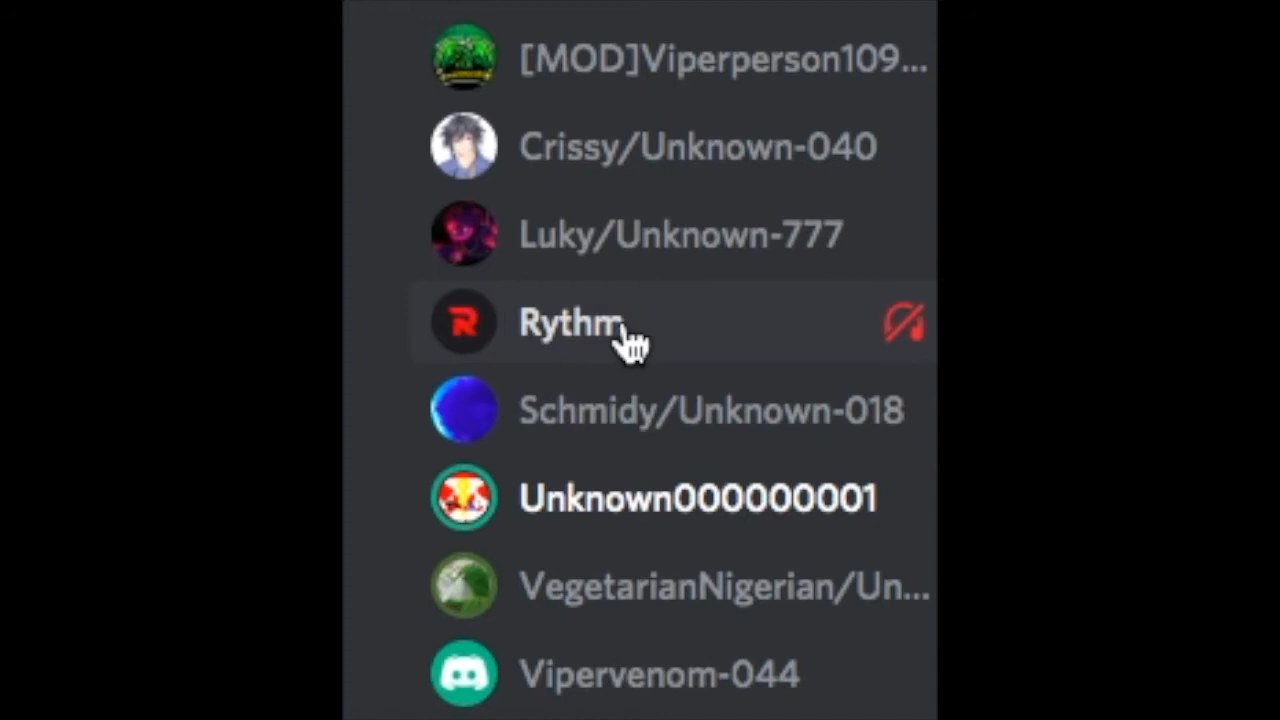 [MOD]Viperperson109...
Crissy/Unknown-040
Luky/Unknown-777
Rythm
Schmidy/Unknown-018
Unknown000000001
VegetarianNigerian/Un...
Vipervenom-044